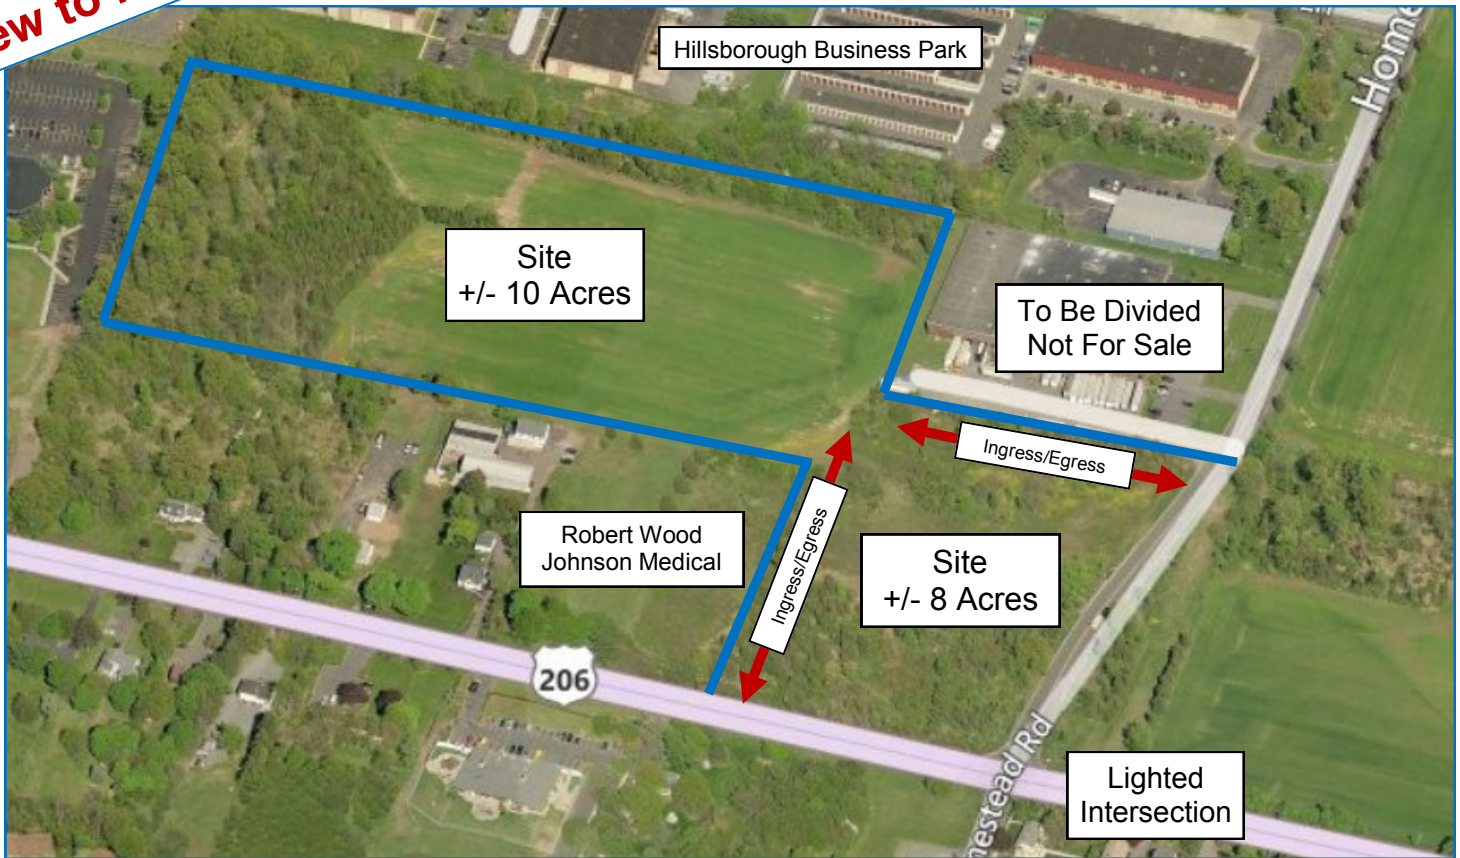 Hillsborough Business Park
Site
+/- 10 Acres
To Be Divided
Not For Sale
Ingress/Egress
Robert Wood
Johnson Medical
Ingress/Egress
Site
+/- 8 Acres
206
Lighted
Intersection